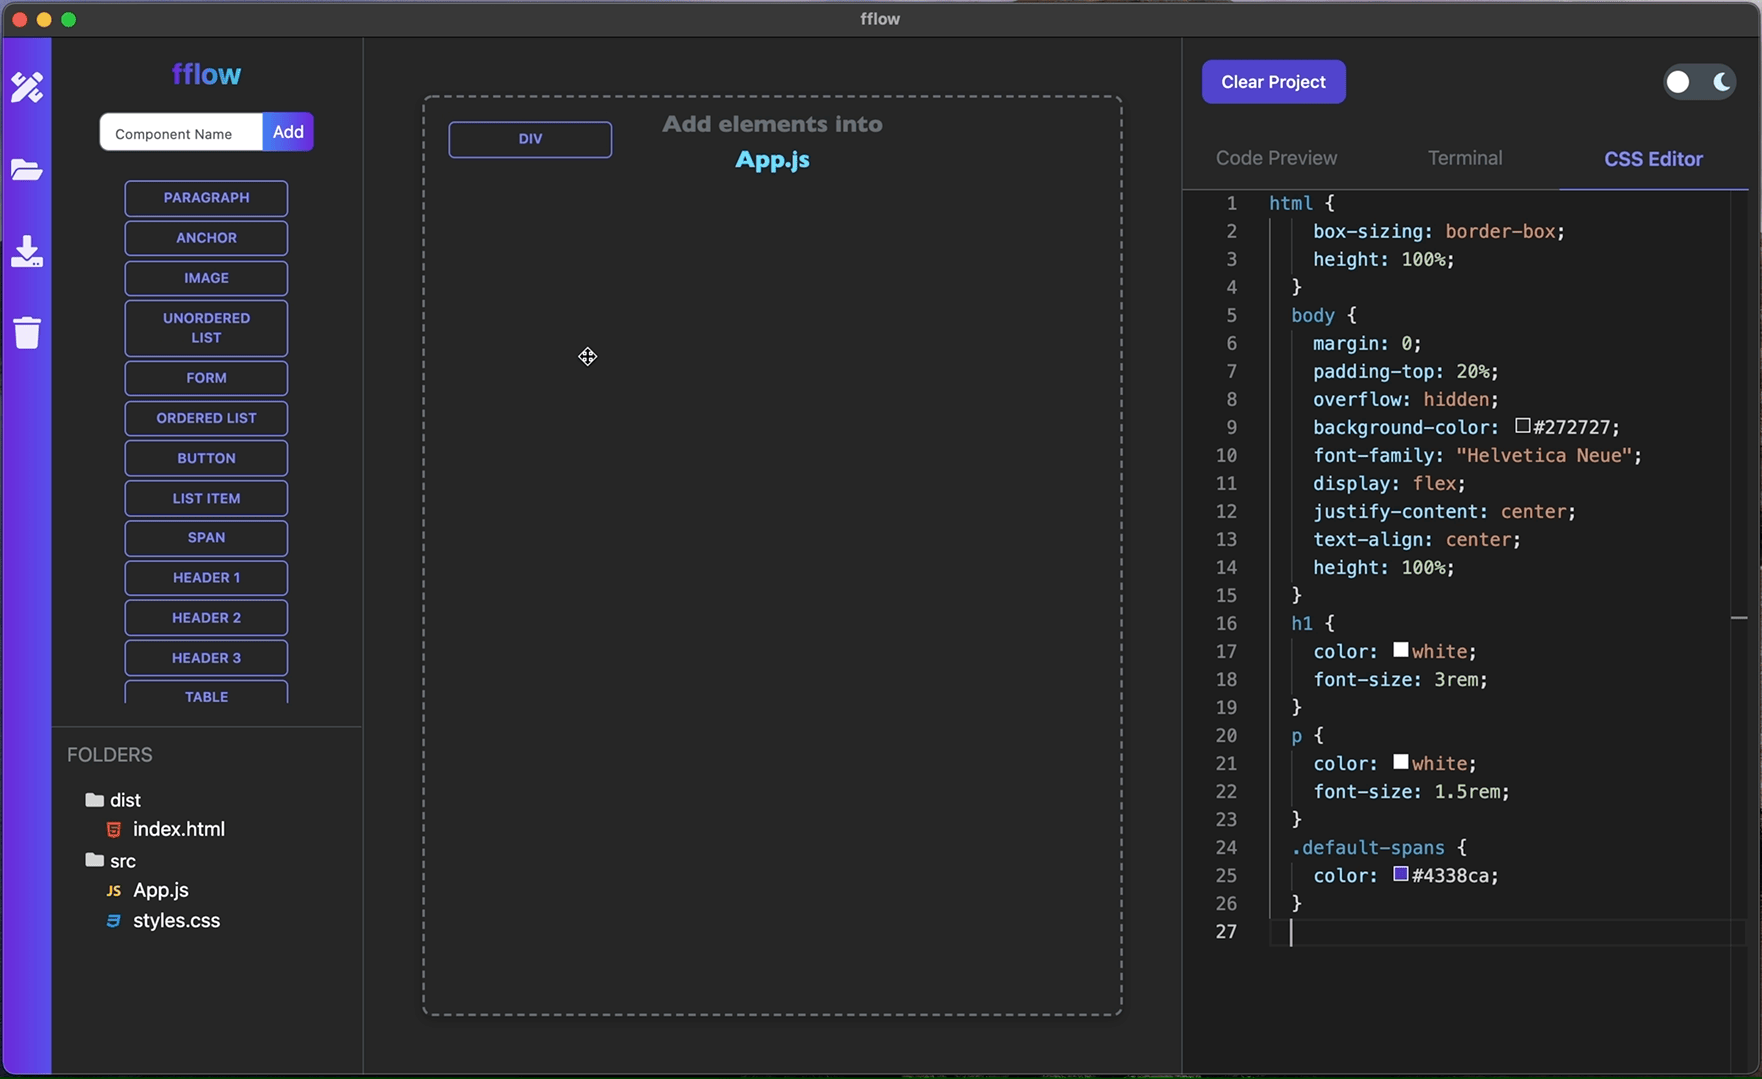 fflow
fflow
Component Name
Add
PARAGRAPH
ANCHOR
IMAGE
UNORDERED
LIST
FORM
ORDERED LIST
BUTTON
LIST ITEM
SPAN
HEADER 1
HEADER 2
HEADER 3
TABLE
FOLDERS
dist
index.html
src
JS App.js
styles.css
DIV
Add elements into
App.js
Clear Project
Code Preview
Terminal
CSS Editor
1 html {
2 box-sizing: border-box;
3 height: 100%;
4 }
5 body {
6 margin: 0;
7 padding-top: 20%;
8 overflow: hidden;
9 background-color: #272727;
10 font-family: "Helvetica Neue";
11 display: flex;
12 justify-content: center;
13 text-align: center;
14 height: 100%;
15 }
16 h1 {
17 color: white;
18 font-size: 3rem;
19 }
20 p {
21 color: white;
22 font-size: 1.5rem;
23 }
24 .default-spans {
25 color: #4338ca;
26 }
27